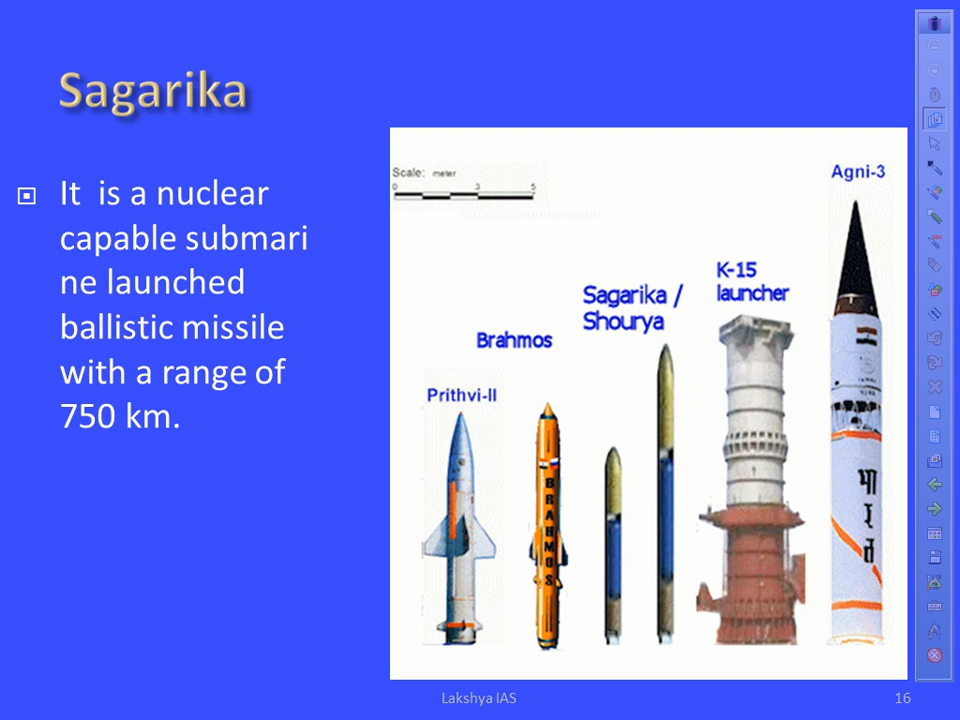 Sagarika
It is a nuclear
capable submari
ne launched
ballistic missile
with a range of
750 km.
Scale: meter
0 3 5
Agni-3
K-15
launcher
Sagarika /
Shourya
Brahmos
Prithvi-II
BRAHMOS
भारत
Lakshya IAS
16